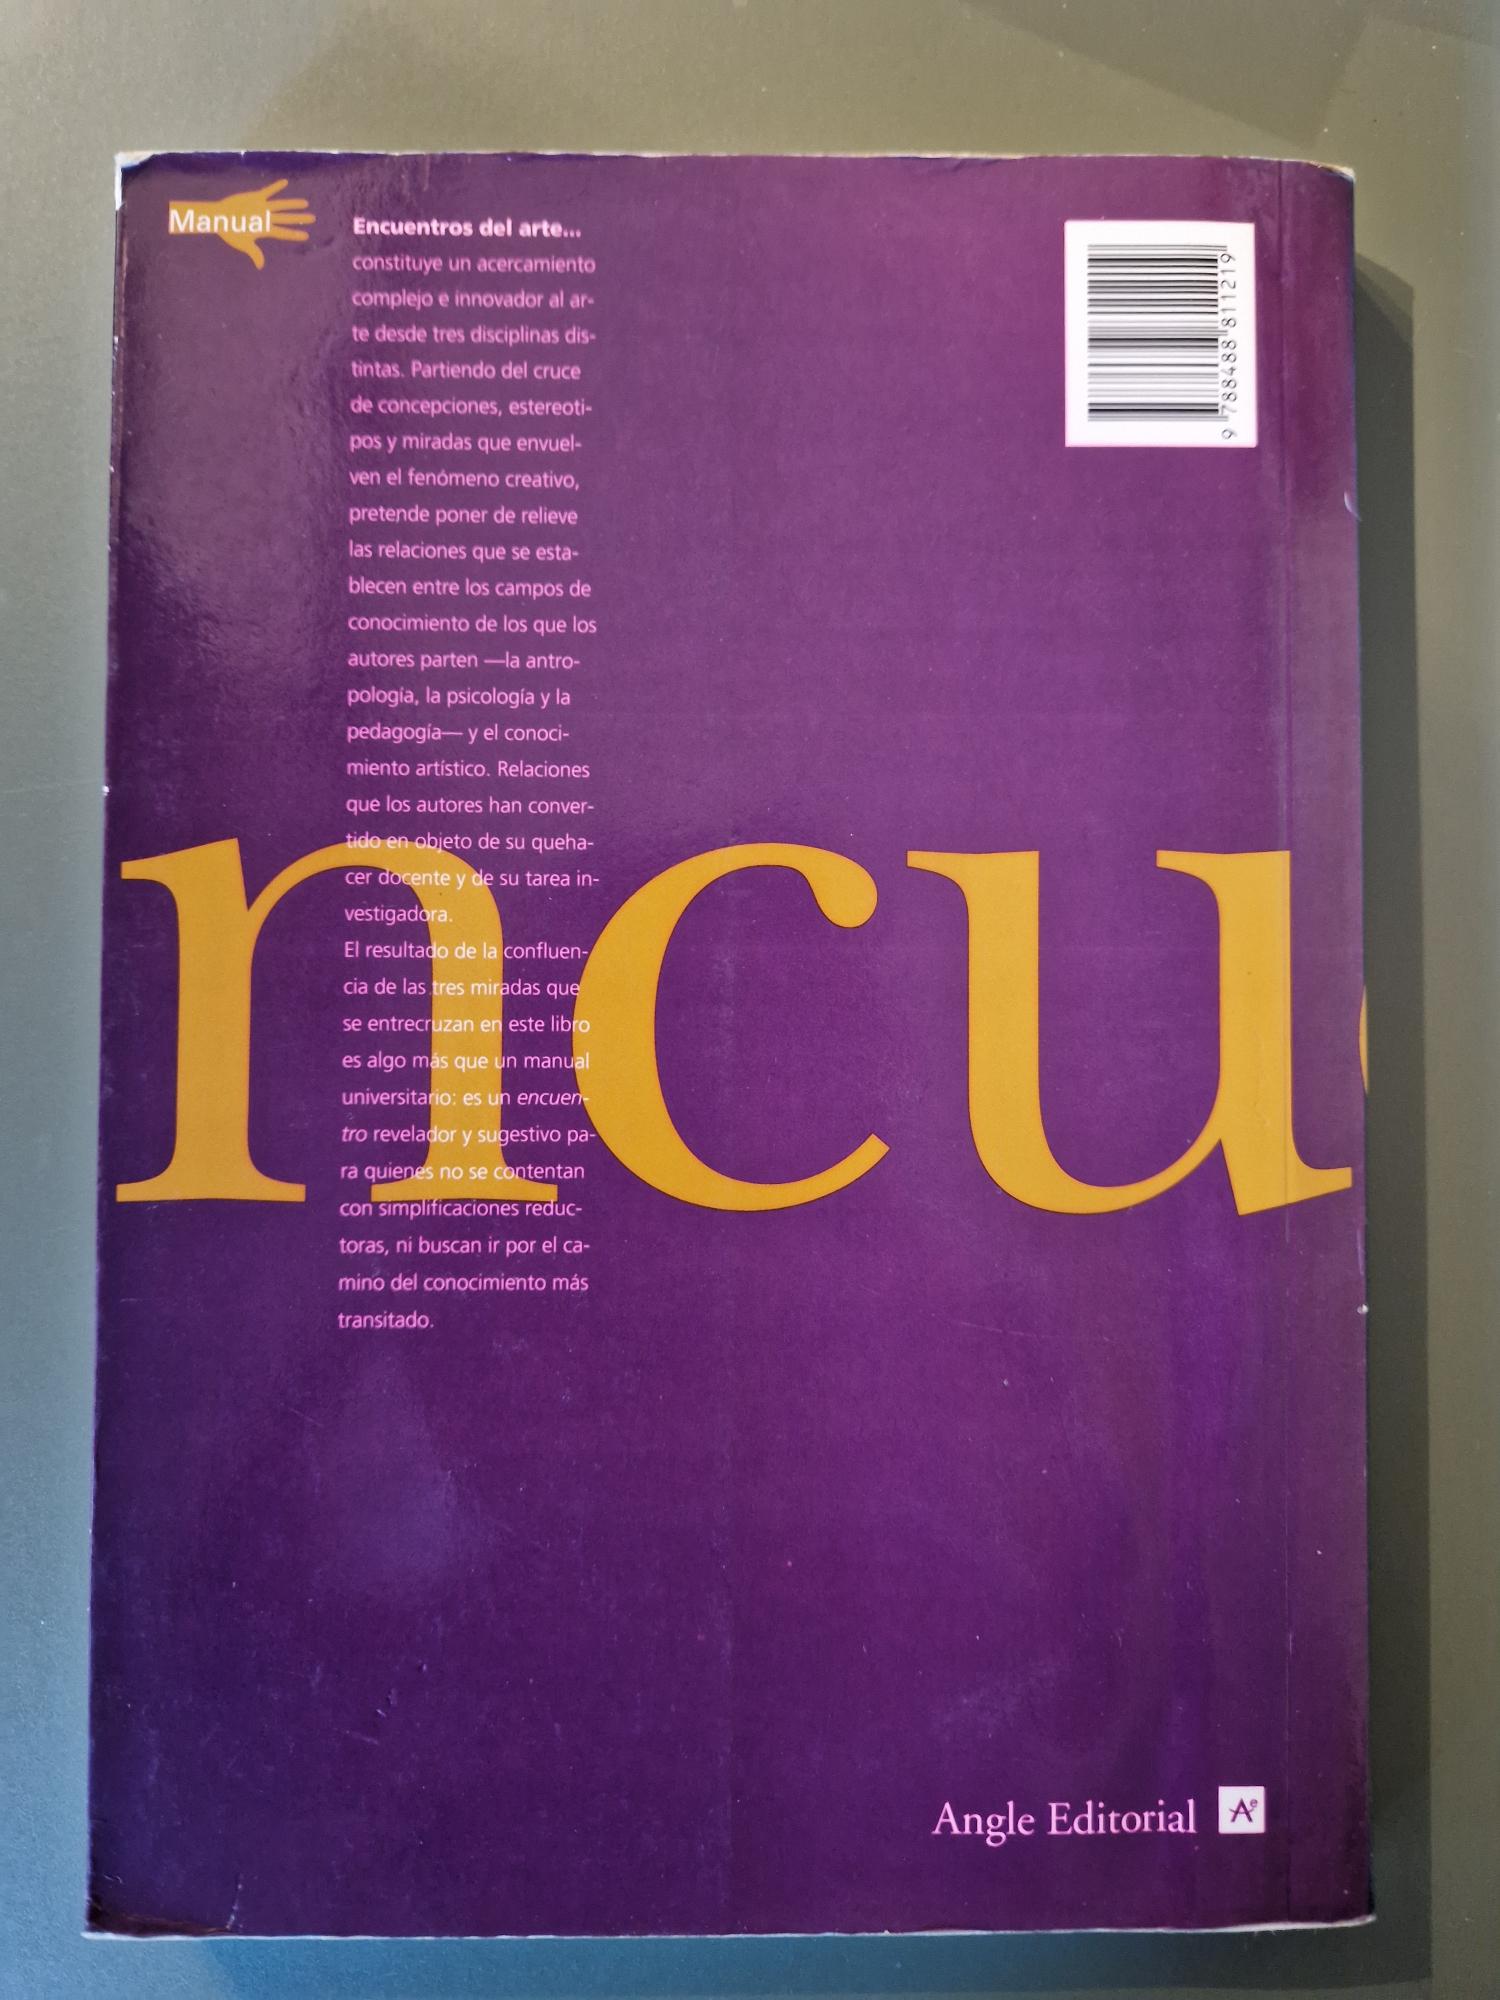 Manual
Encuentros del arte...
constituye un acercamiento
complejo e innovador al ar-
te desde tres disciplinas dis-
tintas. Partiendo del cruce
de concepciones, estereoti-
pos y miradas que envuel-
ven el fenómeno creativo,
pretende poner de relieve
las relaciones que se esta-
blecen entre los campos de
conocimiento de los que los
autores parten —la antro-
pología, la psicología y la
pedagogía— y el conoci-
miento artístico. Relaciones
que los autores han conver-
tido en objeto de su queha-
cer docente y de su tarea in-
vestigadora.
El resultado de la confluen-
cia de las tres miradas que
se entrecruzan en este libro
es algo más que un manual
universitario: es un encuen-
tro revelador y sugestivo pa-
ra quienes no se contentan
con simplificaciones reduc-
toras, ni buscan ir por el ca-
mino del conocimiento más
transitado.
9 788488 811219
ncu
Angle Editorial Ae